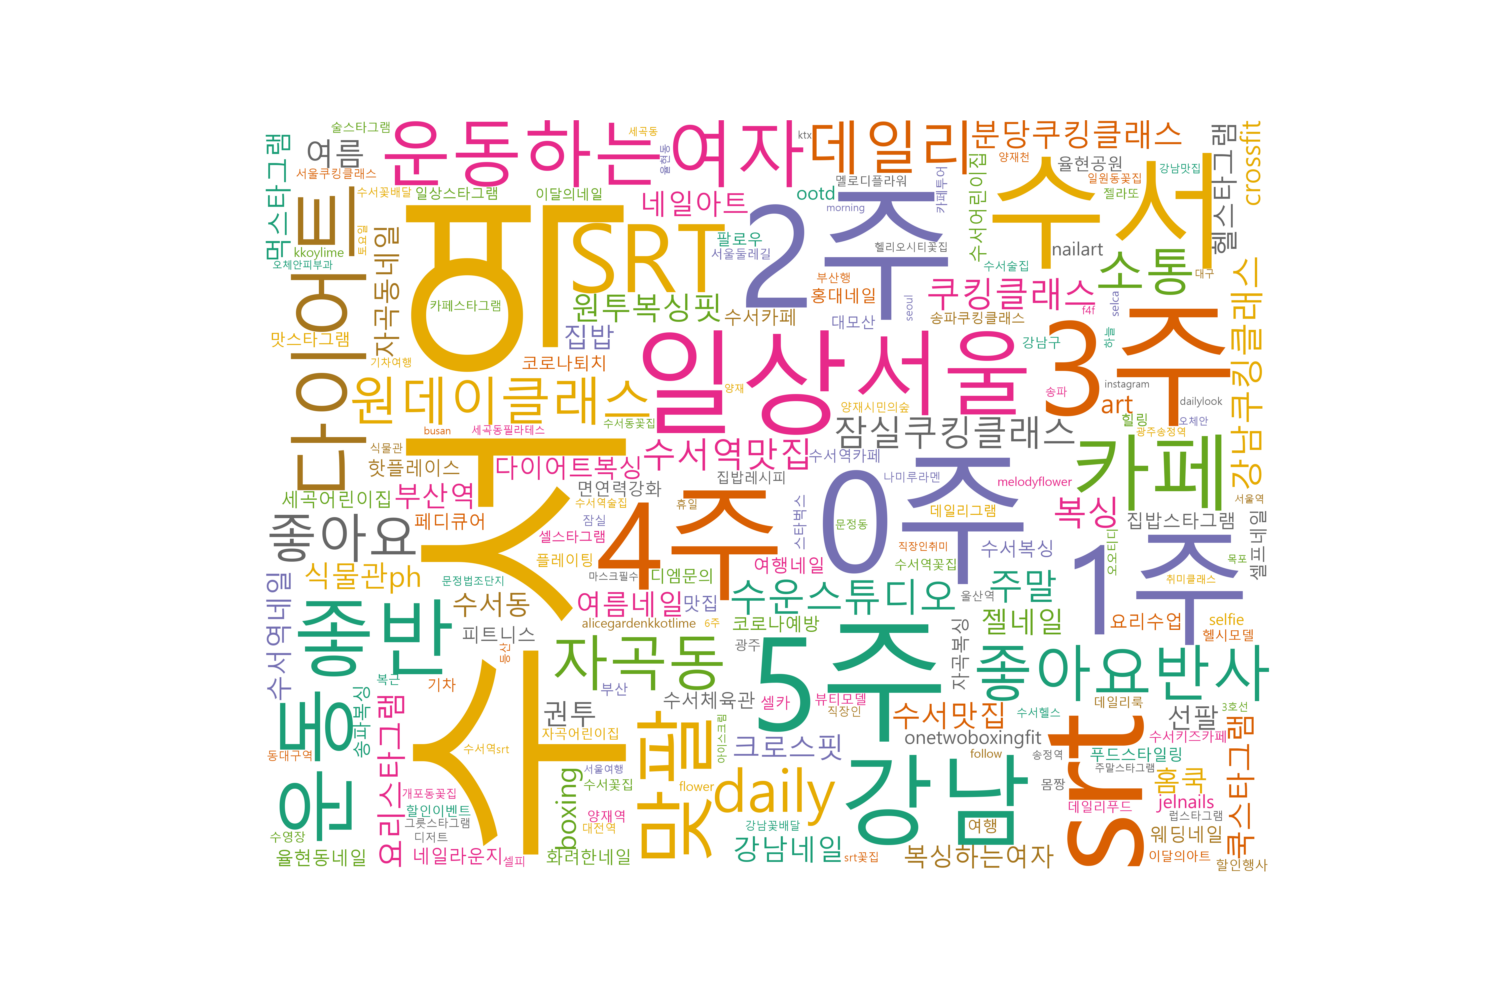 술스타그램
운동하는여자
세곡동
ktx
데일리
분당쿠킹클래스
양재천
율현공원
강남맛집
헬스타그램
crossfit
먹스타그램
여름
서울쿠킹클래스
수서꽃배달
일상스타그램
이달의네일
율현동
네일아트
멜로디플라워
ootd
morning
카페투어
수서어린이집
일원동꽃집
젤라또
수서
kkoylime
오체안피부과
토요일
다이어트
자곡동네일
수서역
SRT
팔로우
서울둘레길
2주
헬리오시티꽃집
nailart
소통
대구
카페스타그램
원투복싱핏
수서카페
부산행
홍대네일
대모산
seoul
수서술집
쿠킹클래스
송파쿠킹클래스
f4f
selca
강남쿠킹클래스
맛스타그램
기차여행
집밥
코로나퇴치
일상
서울
강남구
하늘
3주
원데이클래스
양재
양재시민의숲
송파
instagram
art
dailylook
busan
세곡동필라테스
수서동꽃집
잠실쿠킹클래스
힐링
오체안
광주송정역
식물관
핫플레이스
다이어트복싱
수서역맛집
수서역카페
나미루라멘
카페
세곡어린이집
부산역
면연력강화
집밥레시피
melodyflower
서울역
좋아요
페디큐어
수서역술집
잠실
휴일
4주
스타벅스
0주
문정동
데일리그램
복싱
집밥스타그램
셀프네일
셀스타그램
플레이팅
직장인취미
수서복싱
오오티디
1주
목포
식물관ph
문정법조단지
마스크필수
디엠문의
여행네일
수서역꽃집
취미클래스
수서역네일
종반
수서동
여름네일
맛집
수운스튜디오
울산역
주말
alicegardenkkotlime
6주
코로나예방
젤네일
요리수업
selfie
헬시모델
피트니스
등산
자곡동
광주
5주
자곡복싱
좋아요반사
복근
기차
부산
수서체육관
셀카
뷰티모델
직장인
데일리룩
3호선
운동
송파복싱
요리스타그램
권투
자곡어린이집
맞팔
아이스크림
수서맛집
수서헬스
선팔
쿡스타그램
동대구역
수서역srt
크로스핏
onetwoboxingfit
srt
수서키즈카페
푸드스타일링
서울여행
수서꽃집
flower
daily
강남
follow
송정역
주말스타그램
홈쿡
개포동꽃집
할인이벤트
boxing
몸짱
jelnails
데일리푸드
럽스타그램
그릇스타그램
양재역
대전역
강남꽃배달
여행
수영장
디저트
웨딩네일
율현동네일
네일라운지
셀피
화려한네일
강남네일
srt꽃집
복싱하는여자
이달의아트
할인행사